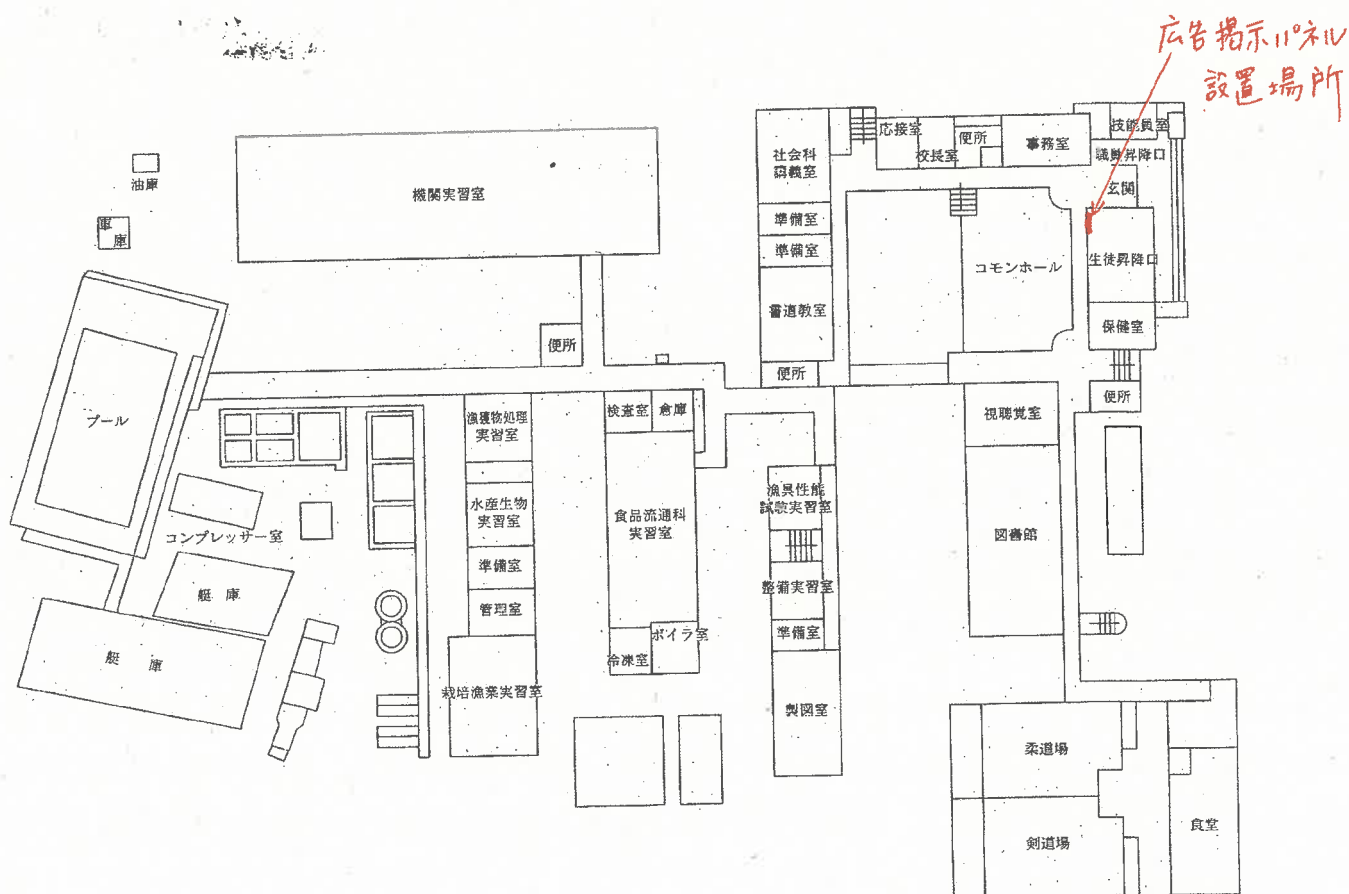 広告掲示パネル
設置場所
技能員室
応接室
校長室
便所
事務室
職員昇降口
社会科
講義室
玄関
油庫
機関実習室
準備室
車庫
準備室
生徒昇降口
コモンホール
書道教室
保健室
便所
便所
便所
プール
漁獲物処理
実習室
検査室
倉庫
視聴覚室
水産生物
実習室
漁具性能
試験実習室
食品流通科
実習室
コンプレッサー室
図書館
準備室
艇庫
整備実習室
管理室
準備室
ボイラ室
冷凍室
艇庫
栽培漁業実習室
製図室
柔道場
食堂
剣道場